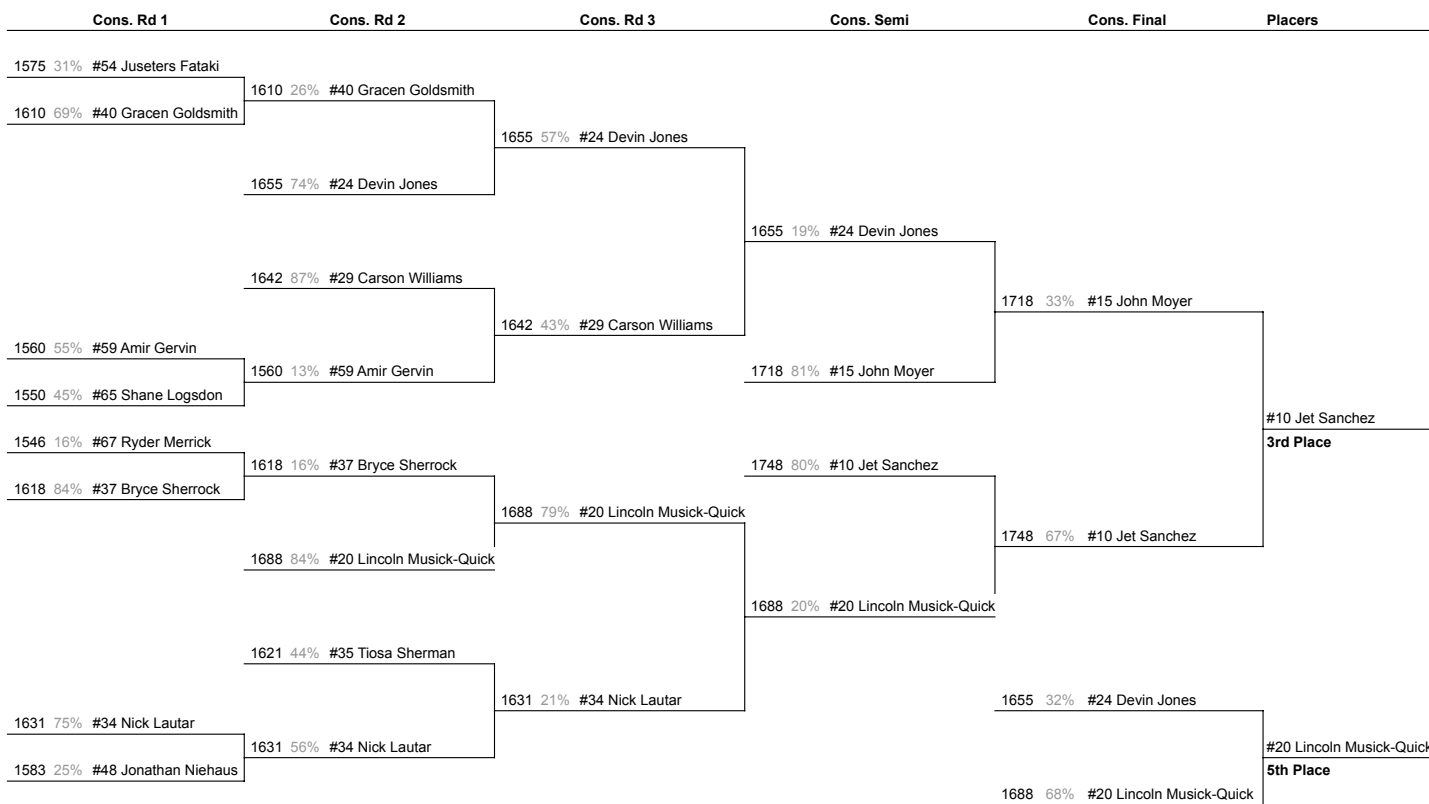 Cons. Rd 1 Cons. Rd 2 Cons. Rd 3 Cons. Semi Cons. Final Placers
1575 31% #54 Juseters Fataki
1610 26% #40 Gracen Goldsmith
1610 69% #40 Gracen Goldsmith
1655 57% #24 Devin Jones
1655 74% #24 Devin Jones
1655 19% #24 Devin Jones
1642 87% #29 Carson Williams
1718 33% #15 John Moyer
1642 43% #29 Carson Williams
1560 55% #59 Amir Gervin
1560 13% #59 Amir Gervin
1718 81% #15 John Moyer
1550 45% #65 Shane Logsdon
#10 Jet Sanchez
1546 16% #67 Ryder Merrick
3rd Place
1618 16% #37 Bryce Sherrock
1748 80% #10 Jet Sanchez
1618 84% #37 Bryce Sherrock
1688 79% #20 Lincoln Musick-Quick
1748 67% #10 Jet Sanchez
1688 84% #20 Lincoln Musick-Quick
1688 20% #20 Lincoln Musick-Quick
1621 44% #35 Tiosa Sherman
1631 21% #34 Nick Lautar
1655 32% #24 Devin Jones
1631 75% #34 Nick Lautar
1631 56% #34 Nick Lautar
#20 Lincoln Musick-Quick
1583 25% #48 Jonathan Niehaus
5th Place
1688 68% #20 Lincoln Musick-Quick